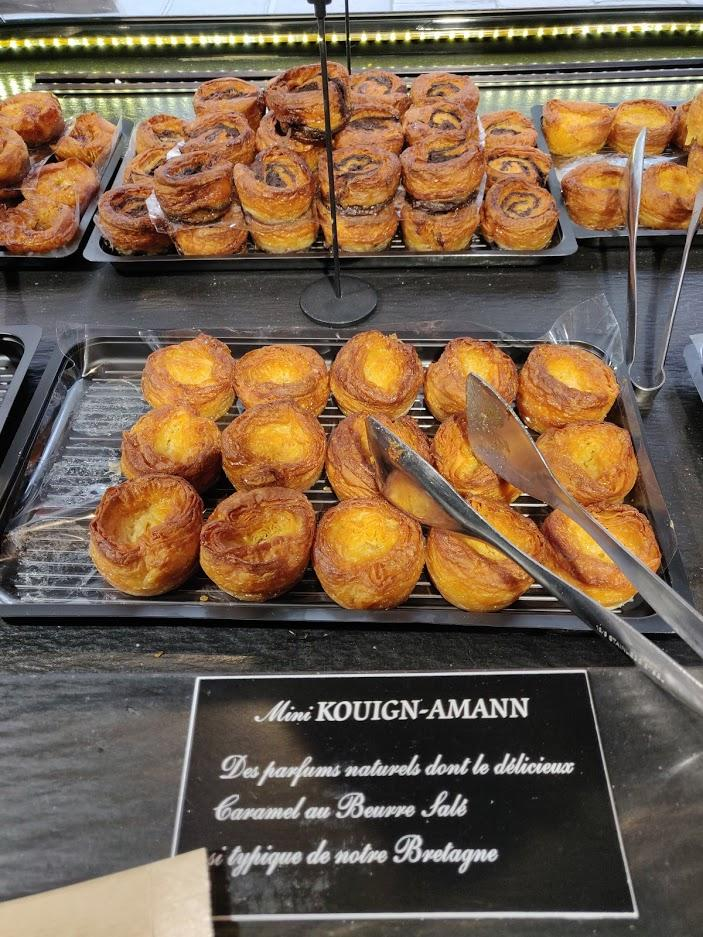 Mini KOUIGN-AMANN
Des parfums naturels dont le délicieux
Caramel au Beurre Salé
si typique de notre Bretagne